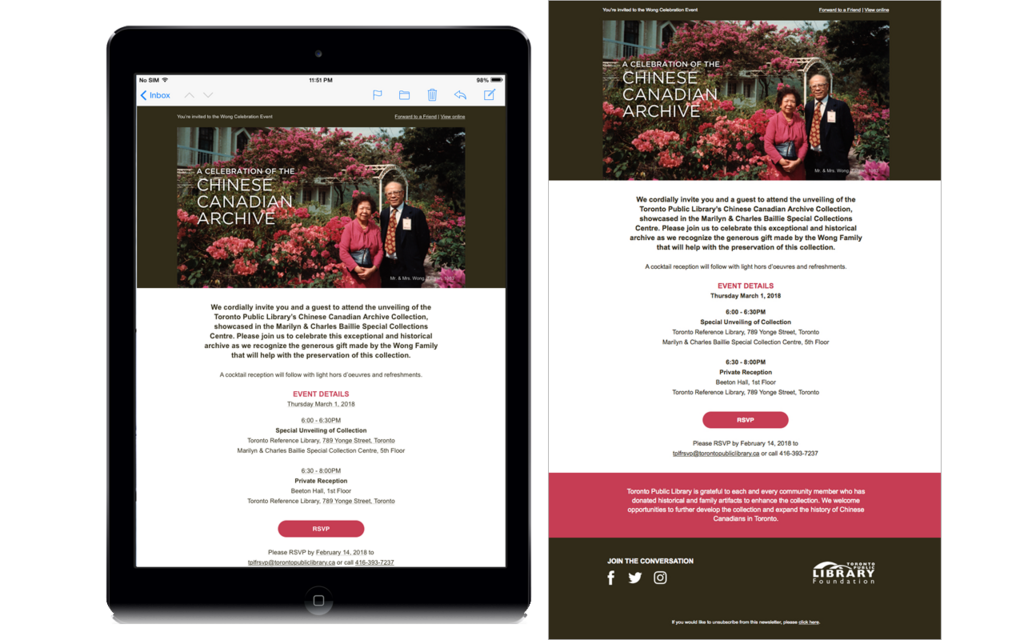 No SIM
11:51 PM
98%
Inbox
You're invited to the Wong Celebration Event
Forward to a Friend | View online
A CELEBRATION OF THE
CHINESE
CANADIAN
ARCHIVE
Mr. & Mrs. Wong
We cordially invite you and a guest to attend the unveiling of the
Toronto Public Library's Chinese Canadian Archive Collection,
showcased in the Marilyn & Charles Baillie Special Collections
Centre. Please join us to celebrate this exceptional and historical
archive as we recognize the generous gift made by the Wong Family
that will help with the preservation of this collection.
A cocktail reception will follow with light hors d'oeuvres and refreshments.
EVENT DETAILS
Thursday March 1, 2018
6:00 - 6:30PM
Special Unveiling of Collection
Toronto Reference Library, 789 Yonge Street, Toronto
Marilyn & Charles Baillie Special Collection Centre, 5th Floor
6:30 - 8:00PM
Private Reception
Beeton Hall, 1st Floor
Toronto Reference Library, 789 Yonge Street, Toronto
RSVP
Please RSVP by February 14, 2018 to
tplfrsvp@torontopubliclibrary.ca or call 416-393-7237
You're invited to the Wong Celebration Event
Forward to a Friend | View online
A CELEBRATION OF THE
CHINESE
CANADIAN
ARCHIVE
Mr. & Mrs. Wong
We cordially invite you and a guest to attend the unveiling of the
Toronto Public Library's Chinese Canadian Archive Collection,
showcased in the Marilyn & Charles Baillie Special Collections
Centre. Please join us to celebrate this exceptional and historical
archive as we recognize the generous gift made by the Wong Family
that will help with the preservation of this collection.
A cocktail reception will follow with light hors d'oeuvres and refreshments.
EVENT DETAILS
Thursday March 1, 2018
6:00 - 6:30PM
Special Unveiling of Collection
Toronto Reference Library, 789 Yonge Street, Toronto
Marilyn & Charles Baillie Special Collection Centre, 5th Floor
6:30 - 8:00PM
Private Reception
Beeton Hall, 1st Floor
Toronto Reference Library, 789 Yonge Street, Toronto
RSVP
Please RSVP by February 14, 2018 to
tplfrsvp@torontopubliclibrary.ca or call 416-393-7237
Toronto Public Library is grateful to each and every community member who has
donated historical and family artifacts to enhance the collection. We welcome
opportunities to further develop the collection and expand the history of Chinese
Canadians in Toronto.
JOIN THE CONVERSATION
TORONTO
PUBLIC
LIBRARY
Foundation
If you would like to unsubscribe from this newsletter, please click here.